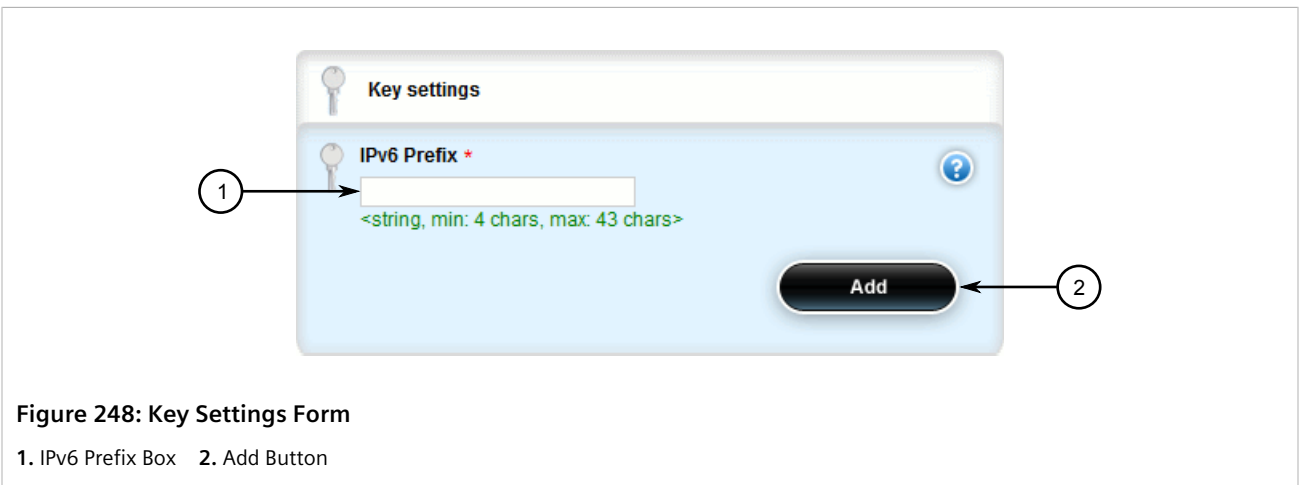 Key settings
IPv6 Prefix *
?
1
<string, min: 4 chars, max: 43 chars>
Add
2
Figure 248: Key Settings Form
1. IPv6 Prefix Box 2. Add Button